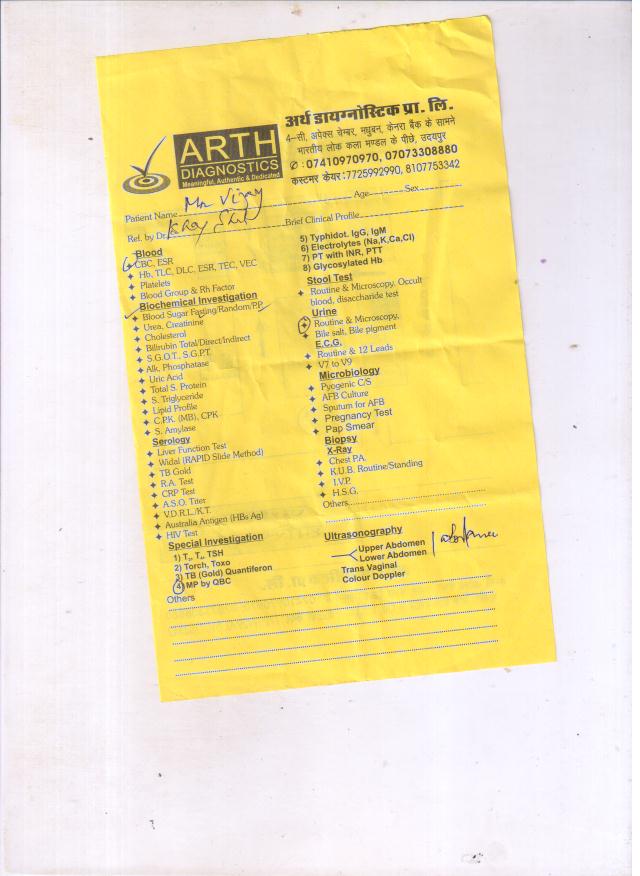 अर्थ डायग्नोस्टिक प्रा. लि.
ARTH
DIAGNOSTICS
Meaningful, Authentic & Dedicated
4–सी, अपेक्स चेम्बर, मधुबन, केनरा बैंक के सामने
भारतीय लोक कला मण्डल के पीछे, उदयपुर
✆ : 07410970970, 07073308880
कस्टमर केयर : 7725992990, 8107753342
Patient Name Mr. Vijay Age Sex
Ref. by Dr. Brief Clinical Profile
Blood
CBC, ESR
Hb, TLC, DLC, ESR, TEC, VEC
Platelets
Blood Group & Rh Factor
Biochemical Investigation
Blood Sugar Fasting/Random/P.P.
Urea, Creatinine
Cholesterol
Bilirubin Total/Direct/Indirect
S.G.O.T., S.G.P.T.
Alk. Phosphatase
Uric Acid
Total S. Protein
S. Triglyceride
Lipid Profile
C.P.K. (MB), CPK
S. Amylase
Serology
Liver Function Test
Widal (RAPID Slide Method)
TB Gold
R.A. Test
CRP Test
A.S.O. Titer
V.D.R.L./K.T.
Australia Antigen (HBs Ag)
HIV Test
Special Investigation
1) T₃, T₄, TSH
2) Torch, Toxo
3) TB (Gold) Quantiferon
4) MP by QBC
Others
5) Typhidot. IgG, IgM
6) Electrolytes (Na,K,Ca,Cl)
7) PT with INR, PTT
8) Glycosylated Hb
Stool Test
Routine & Microscopy, Occult
blood, disaccharide test
Urine
Routine & Microscopy,
Bile salt, Bile pigment
E.C.G.
Routine & 12 Leads
V7 to V9
Microbiology
Pyogenic C/S
AFB Culture
Sputum for AFB
Pregnancy Test
Pap Smear
Biopsy
X-Ray
Chest P.A.
K.U.B. Routine/Standing
I.V.P.
H.S.G.
Others
Ultrasonography
Upper Abdomen
Lower Abdomen
Trans Vaginal
Colour Doppler